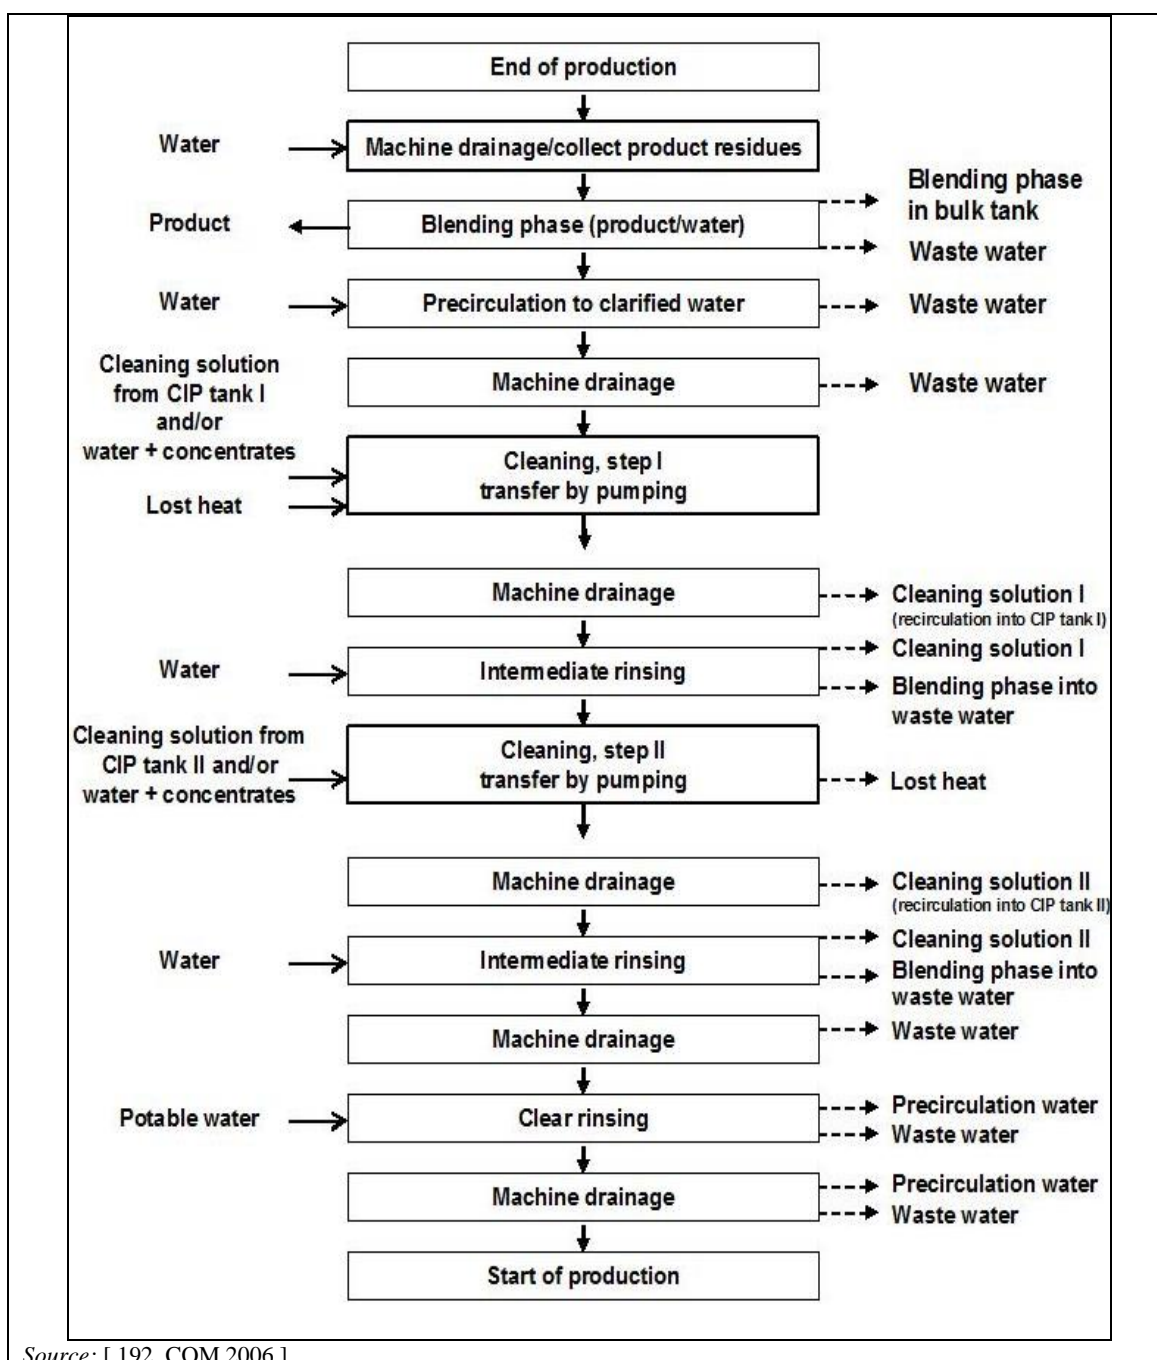 End of production
Water
Machine drainage/collect product residues
Product
Blending phase (product/water)
Blending phase
in bulk tank
Waste water
Water
Precirculation to clarified water
Waste water
Cleaning solution
from CIP tank I
and/or
water + concentrates
Machine drainage
Waste water
Lost heat
Cleaning, step I
transfer by pumping
Machine drainage
Cleaning solution I
(recirculation into CIP tank I)
Water
Intermediate rinsing
Cleaning solution I
Blending phase into
waste water
Cleaning solution from
CIP tank II and/or
water + concentrates
Cleaning, step II
transfer by pumping
Lost heat
Machine drainage
Cleaning solution II
(recirculation into CIP tank II)
Water
Intermediate rinsing
Cleaning solution II
Blending phase into
waste water
Machine drainage
Waste water
Potable water
Clear rinsing
Precirculation water
Waste water
Machine drainage
Precirculation water
Waste water
Start of production
Source: [ 192, COM 2006 ]